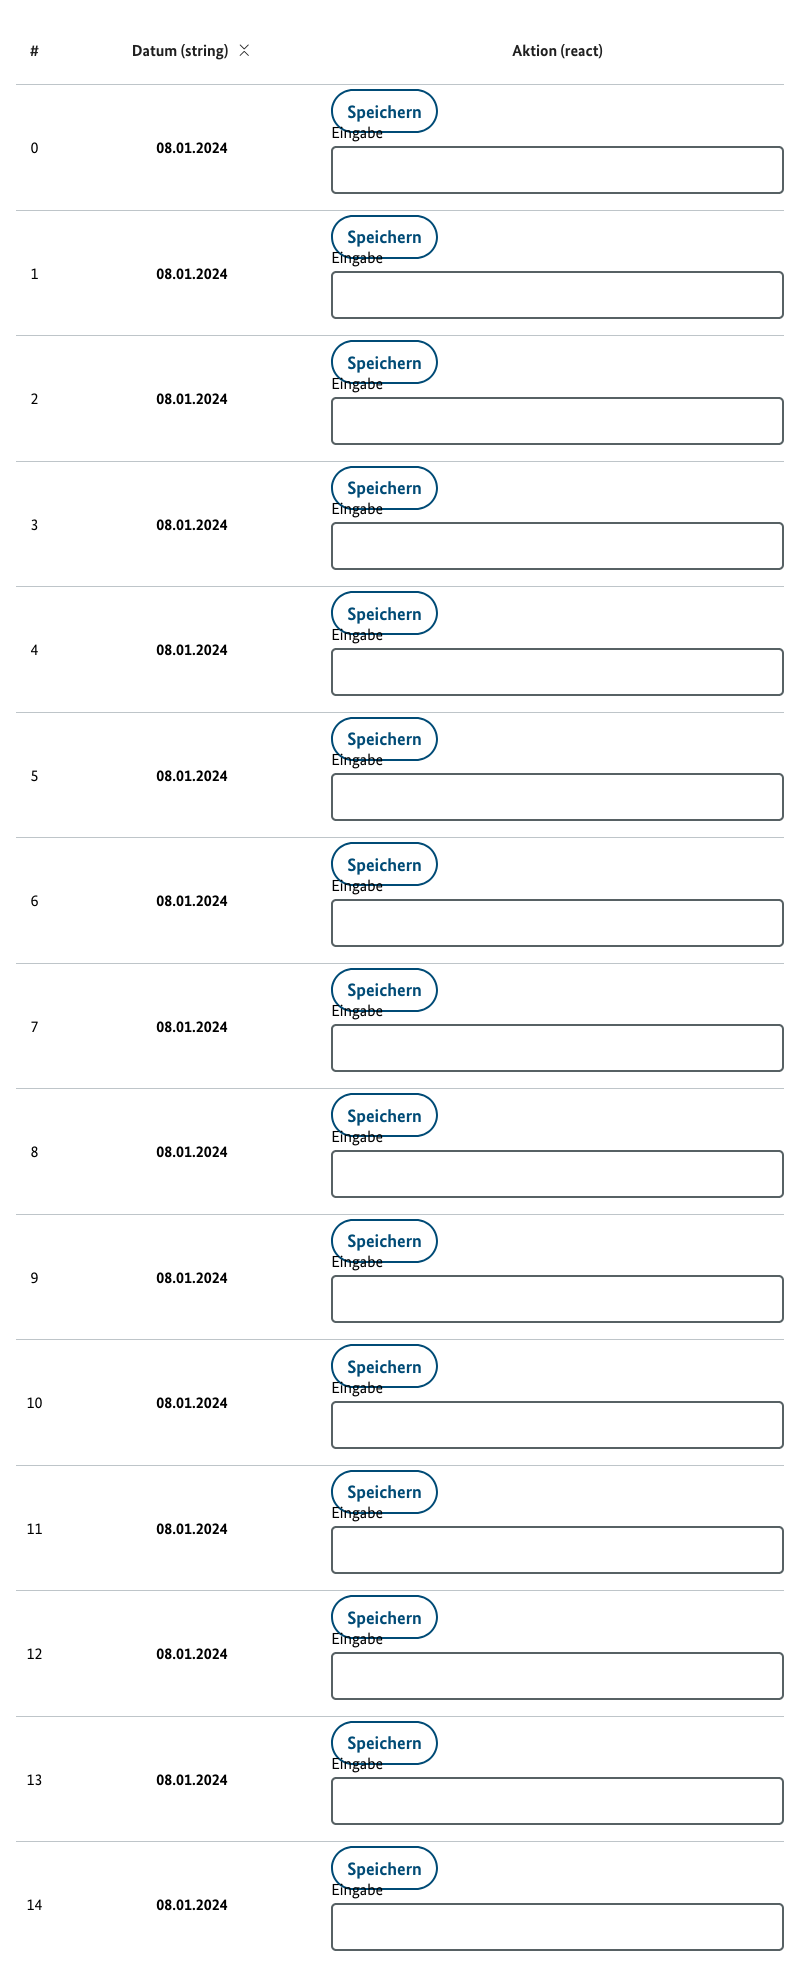 # Datum (string) Aktion (react)
Speichern
Eingabe
0 08.01.2024
Speichern
Eingabe
1 08.01.2024
Speichern
Eingabe
2 08.01.2024
Speichern
Eingabe
3 08.01.2024
Speichern
Eingabe
4 08.01.2024
Speichern
Eingabe
5 08.01.2024
Speichern
Eingabe
6 08.01.2024
Speichern
Eingabe
7 08.01.2024
Speichern
Eingabe
8 08.01.2024
Speichern
Eingabe
9 08.01.2024
Speichern
Eingabe
10 08.01.2024
Speichern
Eingabe
11 08.01.2024
Speichern
Eingabe
12 08.01.2024
Speichern
Eingabe
13 08.01.2024
Speichern
Eingabe
14 08.01.2024